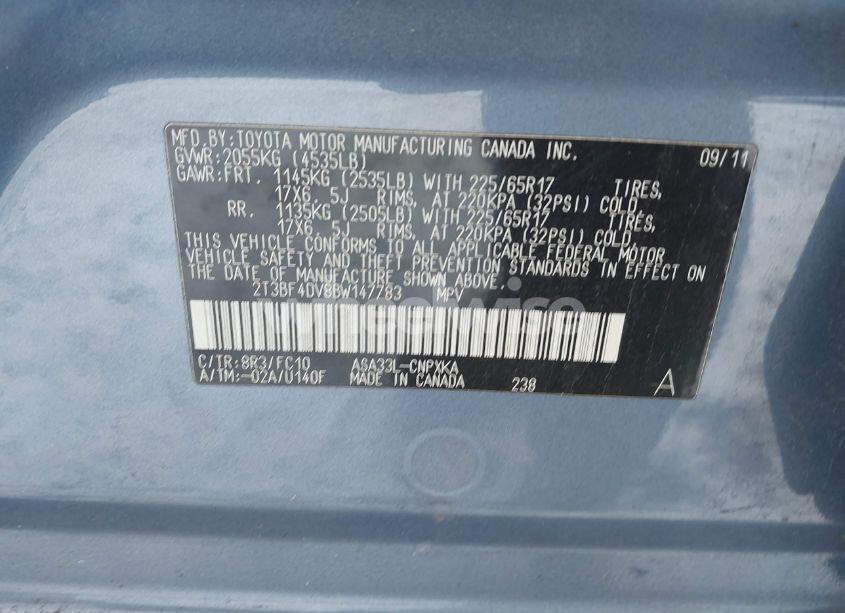 MFD. BY: TOYOTA MOTOR MANUFACTURING CANADA INC. 09/11
GVWR: 2055KG (4535LB)
GAWR: FRT. 1145KG (2535LB) WITH 225/65R17 TIRES,
17X6. 5J RIMS, AT 220KPA (32PSI) COLD.
RR. 1135KG (2505LB) WITH 225/65R17 TIRES,
17X6. 5J RIMS, AT 220KPA (32PSI) COLD.
THIS VEHICLE CONFORMS TO ALL APPLICABLE FEDERAL MOTOR
VEHICLE SAFETY AND THEFT PREVENTION STANDARDS IN EFFECT ON
THE DATE OF MANUFACTURE SHOWN ABOVE.
2T3BF4DV8BW147783 MPV
wheelwise
C/TR: 8R3/FC10 ASA33L-CNPXKA
A/TM: -02A/U140F MADE IN CANADA 238 A